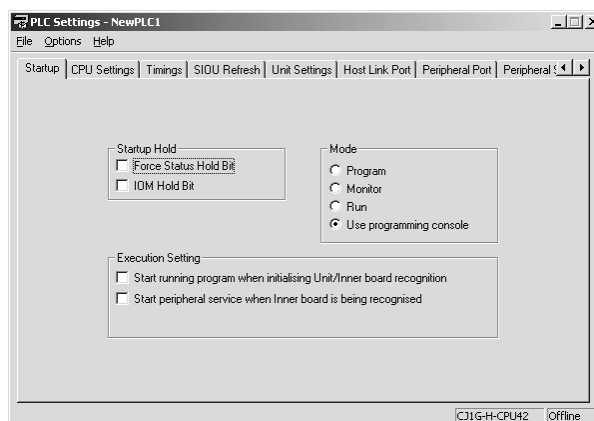 PLC Settings - NewPLC1
File Options Help
Startup CPU Settings Timings SIOU Refresh Unit Settings Host Link Port Peripheral Port Peripheral
Startup Hold
Force Status Hold Bit
IOM Hold Bit
Mode
Program
Monitor
Run
Use programming console
Execution Setting
Start running program when initialising Unit/Inner board recognition
Start peripheral service when Inner board is being recognised
CJ1G-H-CPU42 Offline